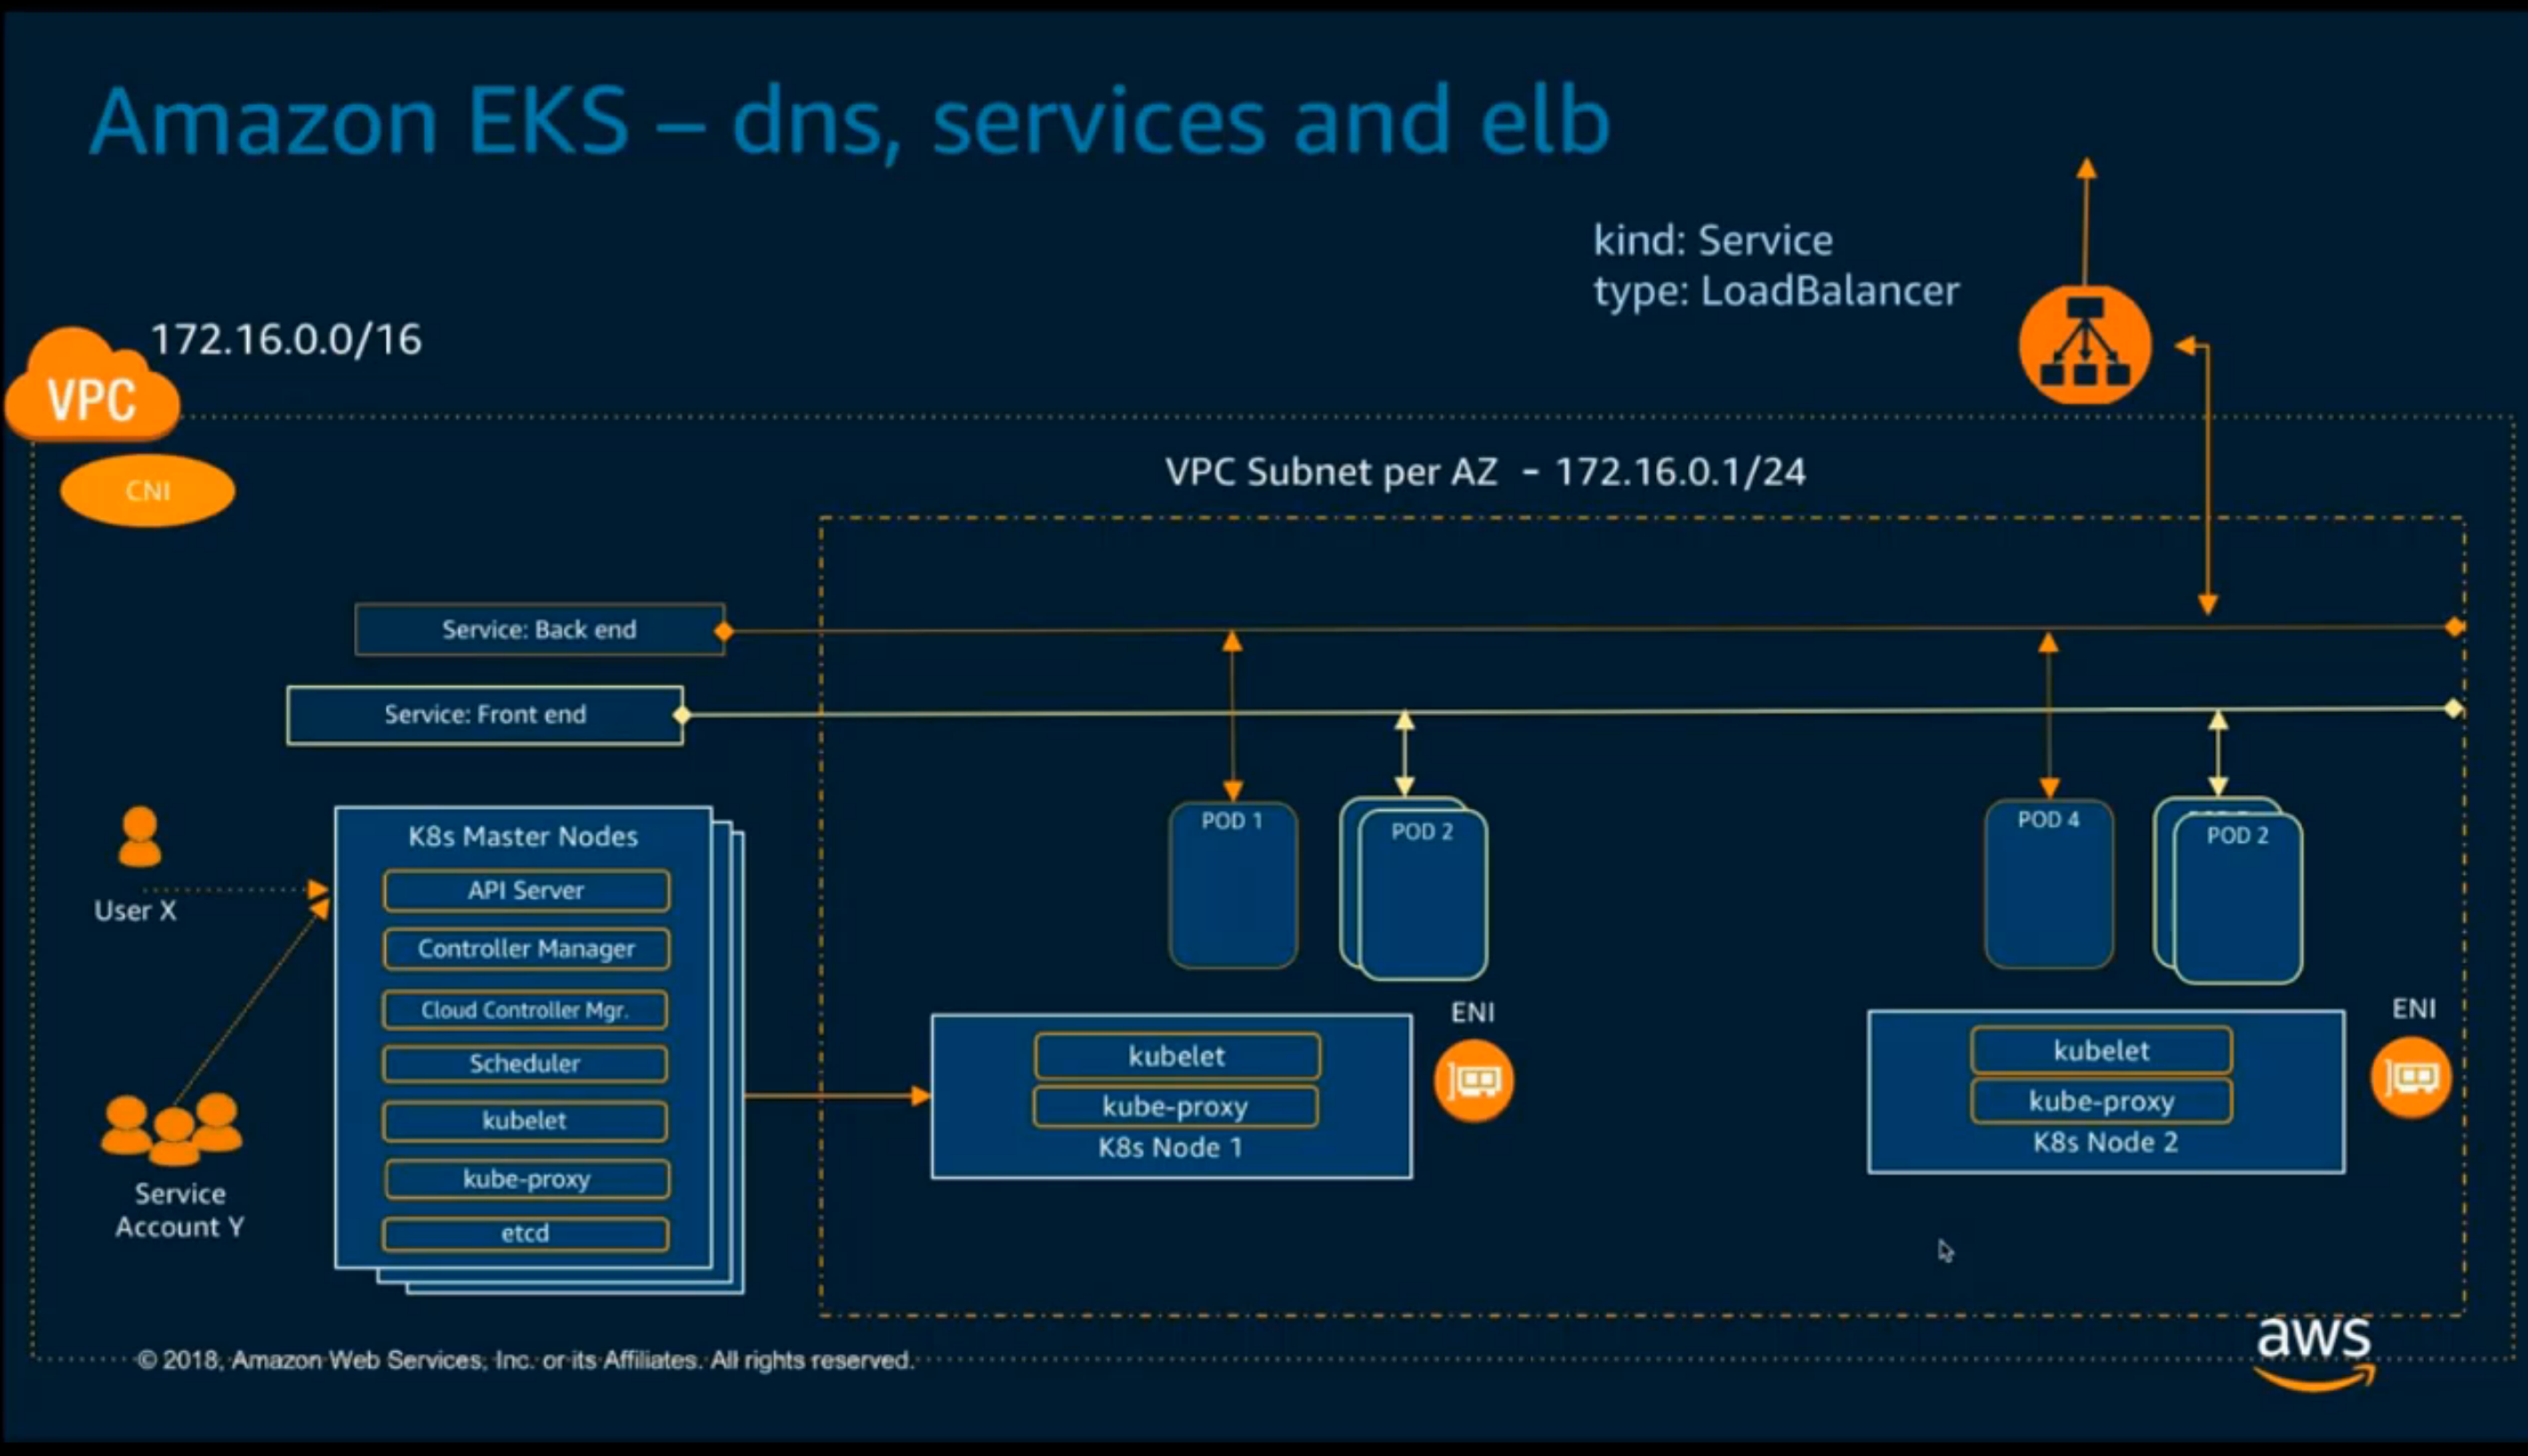 Amazon EKS – dns, services and elb
kind: Service
type: LoadBalancer
172.16.0.0/16
VPC
CNI
VPC Subnet per AZ - 172.16.0.1/24
Service: Back end
Service: Front end
User X
Service
Account Y
K8s Master Nodes
API Server
Controller Manager
Cloud Controller Mgr.
Scheduler
kubelet
kube-proxy
etcd
POD 1
POD 2
POD 4
POD 2
ENI
kubelet
kube-proxy
K8s Node 1
ENI
kubelet
kube-proxy
K8s Node 2
© 2018, Amazon Web Services, Inc. or its Affiliates. All rights reserved.
aws